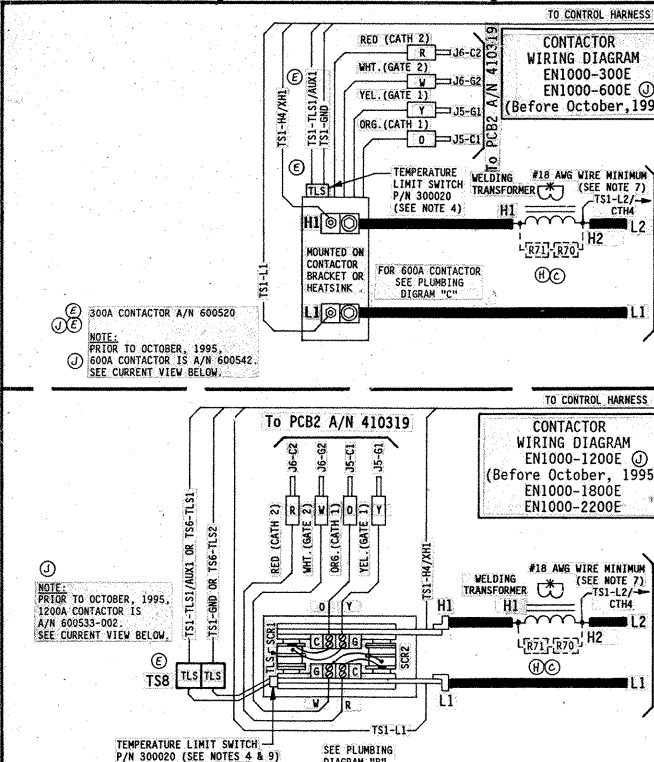 TO CONTROL HARNESS
RED (CATH 2)
R
J6-C2
WHT.(GATE 2)
W
J6-G2
YEL.(GATE 1)
Y
J5-G1
ORG.(CATH 1)
O
J5-C1
To PCB2 A/N 410319
CONTACTOR
WIRING DIAGRAM
EN1000-300E
EN1000-600E J
(Before October,199
TS1-H4/XH1
E
TS1-TLS1/AUX1
TS1-GND
E
TLS
TEMPERATURE
LIMIT SWITCH
P/N 300020
(SEE NOTE 4)
WELDING
TRANSFORMER
#18 AWG WIRE MINIMUM
(SEE NOTE 7)
TS1-L2/
CTH4
H1
H1
L2
H2
R71
R70
H C
TS1-L1
MOUNTED ON
CONTACTOR
BRACKET OR
HEATSINK
FOR 600A CONTACTOR
SEE PLUMBING
DIGRAM "C"
L1
L1
E
300A CONTACTOR A/N 600520
J E
NOTE:
PRIOR TO OCTOBER, 1995,
J
600A CONTACTOR IS A/N 600542.
SEE CURRENT VIEW BELOW.
TO CONTROL HARNESS
To PCB2 A/N 410319
J6-C2
J6-G2
J5-C1
J5-G1
R
W
O
Y
RED (CATH 2)
WHT.(GATE 2)
ORG.(CATH 1)
YEL.(GATE 1)
CONTACTOR
WIRING DIAGRAM
EN1000-1200E J
(Before October, 1995
EN1000-1800E
EN1000-2200E
TS1-TLS1/AUX1 OR TS6-TLS1
TS1-GND OR TS6-TLS2
TS1-H4/XH1
J
NOTE:
PRIOR TO OCTOBER, 1995,
1200A CONTACTOR IS
A/N 600533-002.
SEE CURRENT VIEW BELOW.
WELDING
TRANSFORMER
#18 AWG WIRE MINIMUM
(SEE NOTE 7)
TS1-L2/
CTH4
O
Y
H1
H1
L2
H2
R71
R70
H C
SCR1
C
G
TLS
G
C
SCR2
E
TS8
TLS
TLS
W
R
L1
L1
TS1-L1
TEMPERATURE LIMIT SWITCH
P/N 300020 (SEE NOTES 4 & 9)
SEE PLUMBING
DIAGRAM "B"